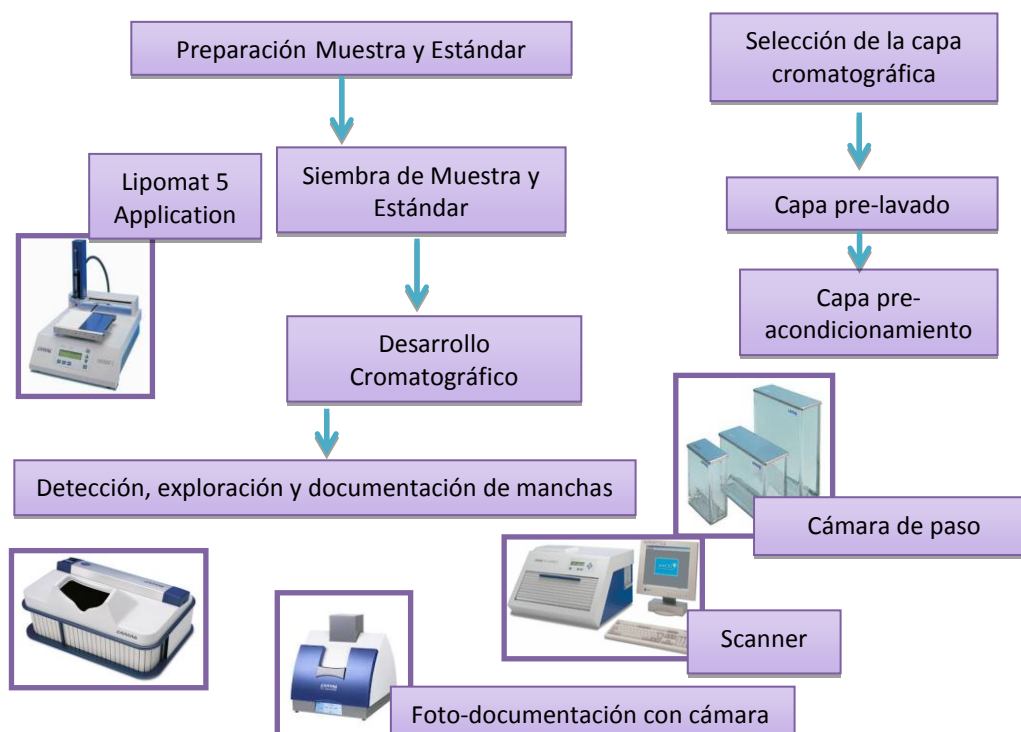 Preparación Muestra y Estándar
Selección de la capa
cromatográfica
Lipomat 5
Application
Siembra de Muestra y
Estándar
Capa pre-lavado
Capa pre-
acondicionamiento
Desarrollo
Cromatográfico
Detección, exploración y documentación de manchas
Cámara de paso
Scanner
Foto-documentación con cámara